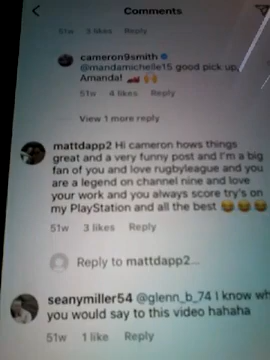 Comments
51w 3 likes Reply
cameron9smith
@mandamichelle15 good pick up,
Amanda!
51w 4 likes Reply
View 1 more reply
mattdapp2 Hi cameron hows things
great and a very funny post and I'm a big
fan of you and love rugbyleague and you
are a legend on channel nine and love
your work and you always score try's on
my PlayStation and all the best 😂😂😂
51w 3 likes Reply
Reply to mattdapp2...
seanymiller54 @glenn_b_74 I know wh
you would say to this video hahaha
51w 1 like Reply